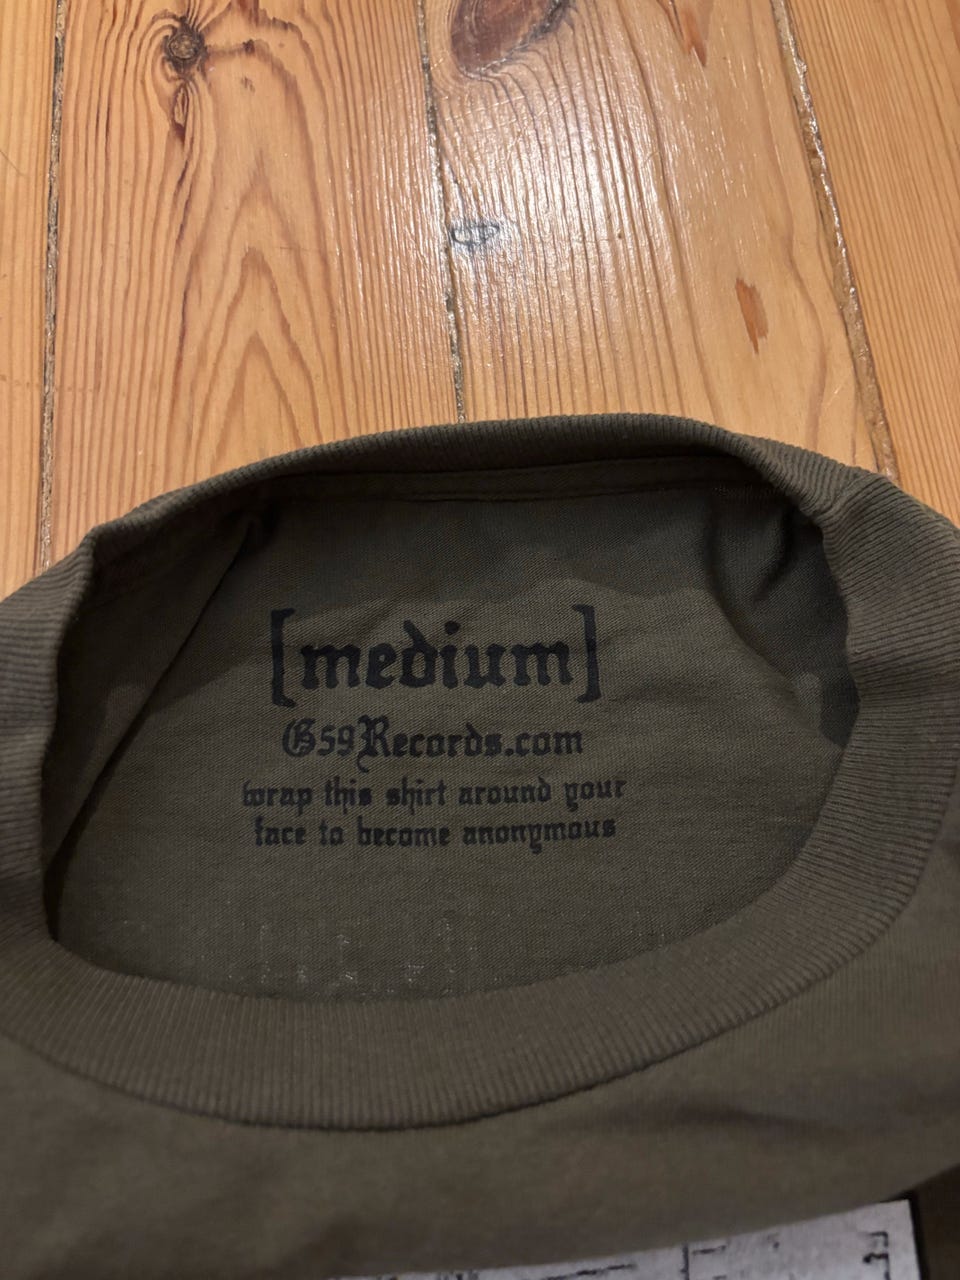 [medium]
G59Records.com
wrap this shirt around your
face to become anonymous